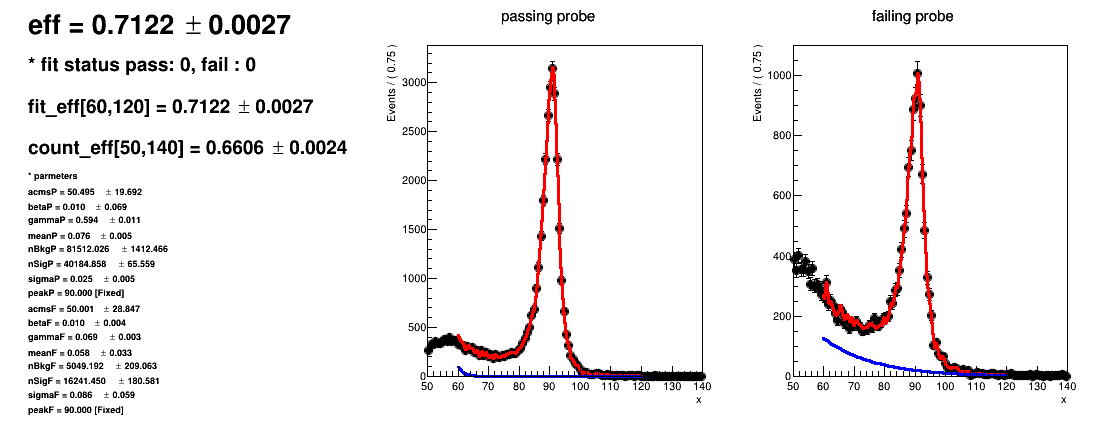 eff = 0.7122 ± 0.0027
* fit status pass: 0, fail : 0
fit_eff[60,120] = 0.7122 ± 0.0027
count_eff[50,140] = 0.6606 ± 0.0024
* parmeters
acmsP = 50.495 ± 19.692
betaP = 0.010 ± 0.069
gammaP = 0.594 ± 0.011
meanP = 0.076 ± 0.005
nBkgP = 81512.026 ± 1412.466
nSigP = 40184.858 ± 65.559
sigmaP = 0.025 ± 0.005
peakP = 90.000 [Fixed]
acmsF = 50.001 ± 28.847
betaF = 0.010 ± 0.004
gammaF = 0.069 ± 0.003
meanF = 0.058 ± 0.033
nBkgF = 5049.192 ± 209.063
nSigF = 16241.450 ± 180.581
sigmaF = 0.086 ± 0.059
peakF = 90.000 [Fixed]
passing probe
Events / ( 0.75 )
3000
2500
2000
1500
1000
500
0
50 60 70 80 90 100 110 120 130 140
x
failing probe
Events / ( 0.75 )
1000
800
600
400
200
0
50 60 70 80 90 100 110 120 130 140
x